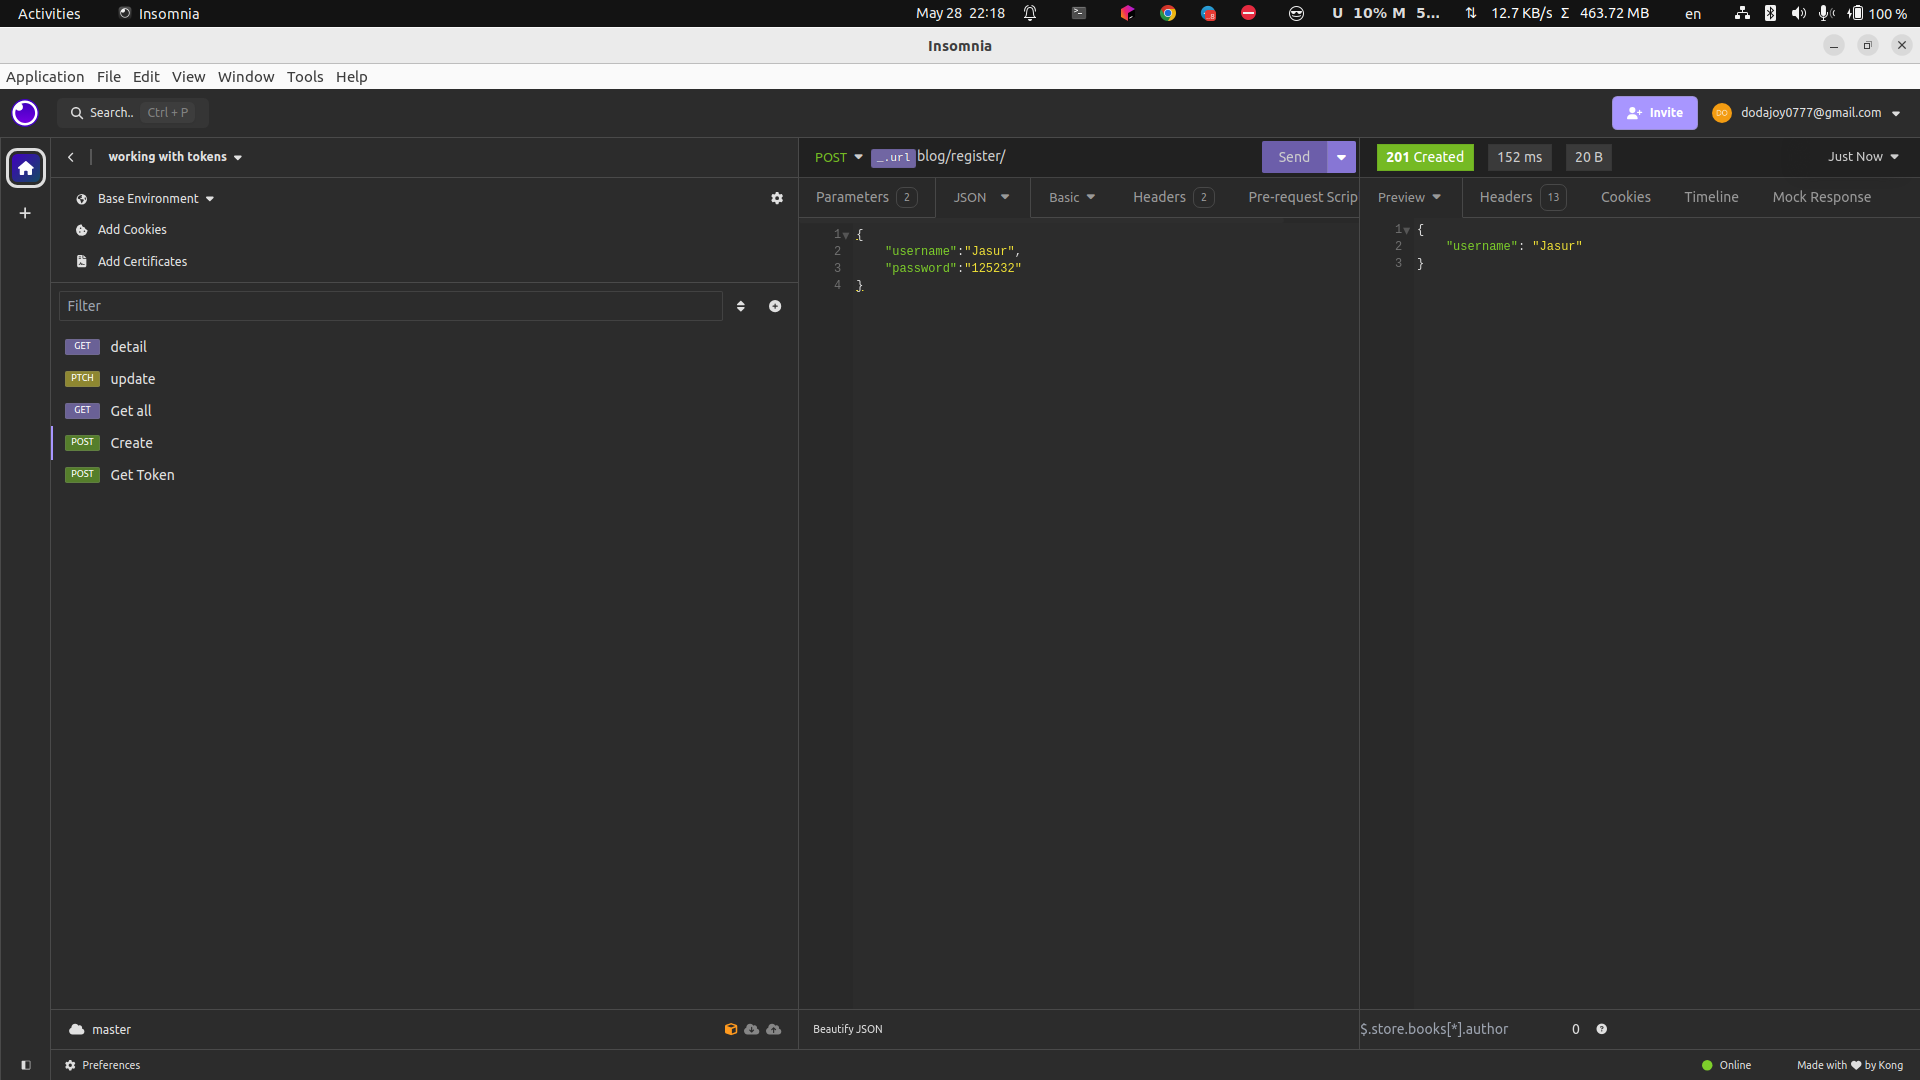 Activities Insomnia May 28 22:18 U 10% M 5... 12.7 KB/s Σ 463.72 MB en 100 %
Insomnia
Application File Edit View Window Tools Help
Search.. Ctrl + P Invite DO dodajoy0777@gmail.com
working with tokens
Base Environment
Add Cookies
Add Certificates
Filter
GET detail
PTCH update
GET Get all
POST Create
POST Get Token
master
POST _.url blog/register/ Send
Parameters 2 JSON Basic Headers 2 Pre-request Scrip
1 {
2 "username":"Jasur",
3 "password":"125232"
4 }
Beautify JSON
201 Created 152 ms 20 B Just Now
Preview Headers 13 Cookies Timeline Mock Response
1 {
2 "username": "Jasur"
3 }
$.store.books[*].author 0
Preferences Online Made with ❤ by Kong